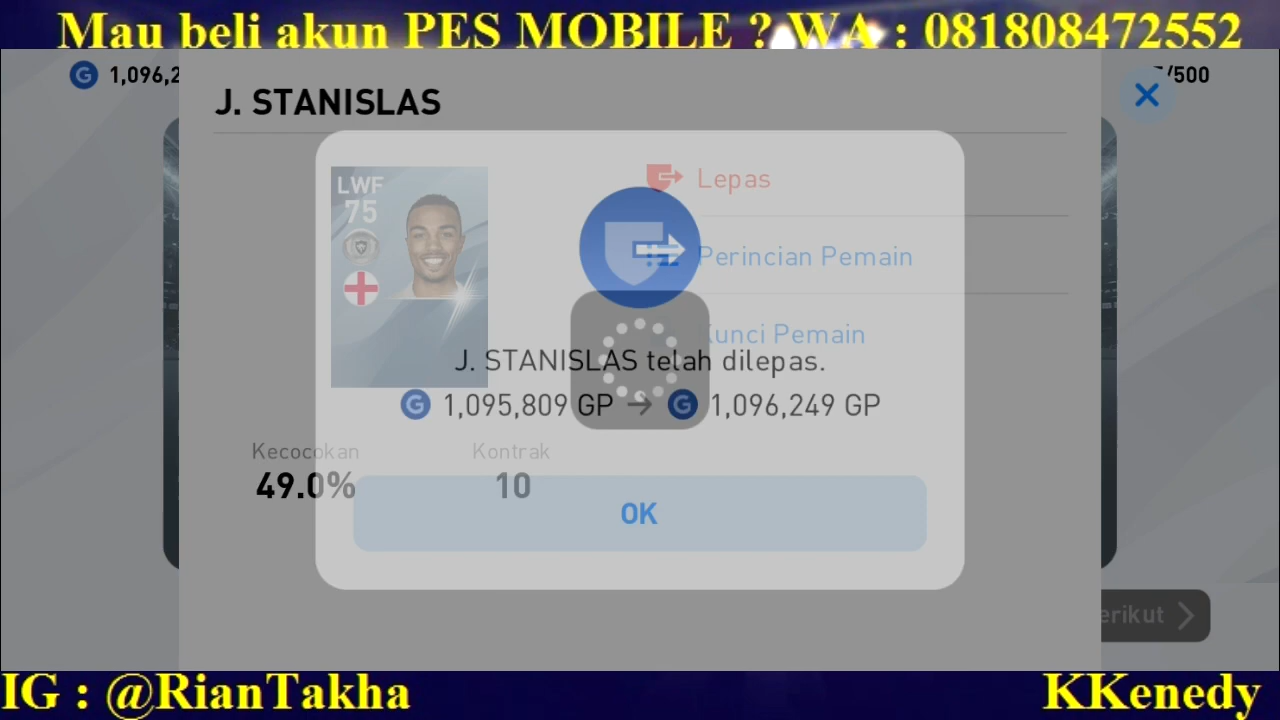 Mau beli akun PES MOBILE ? WA : 081808472552
G 1,096,2
/500
J. STANISLAS
LWF
75
Lepas
Perincian Pemain
Kunci Pemain
J. STANISLAS telah dilepas.
G 1,095,809 GP → G 1,096,249 GP
Kecocokan Kontrak
49.0% 10
OK
erikut
IG : @RianTakha KKenedy